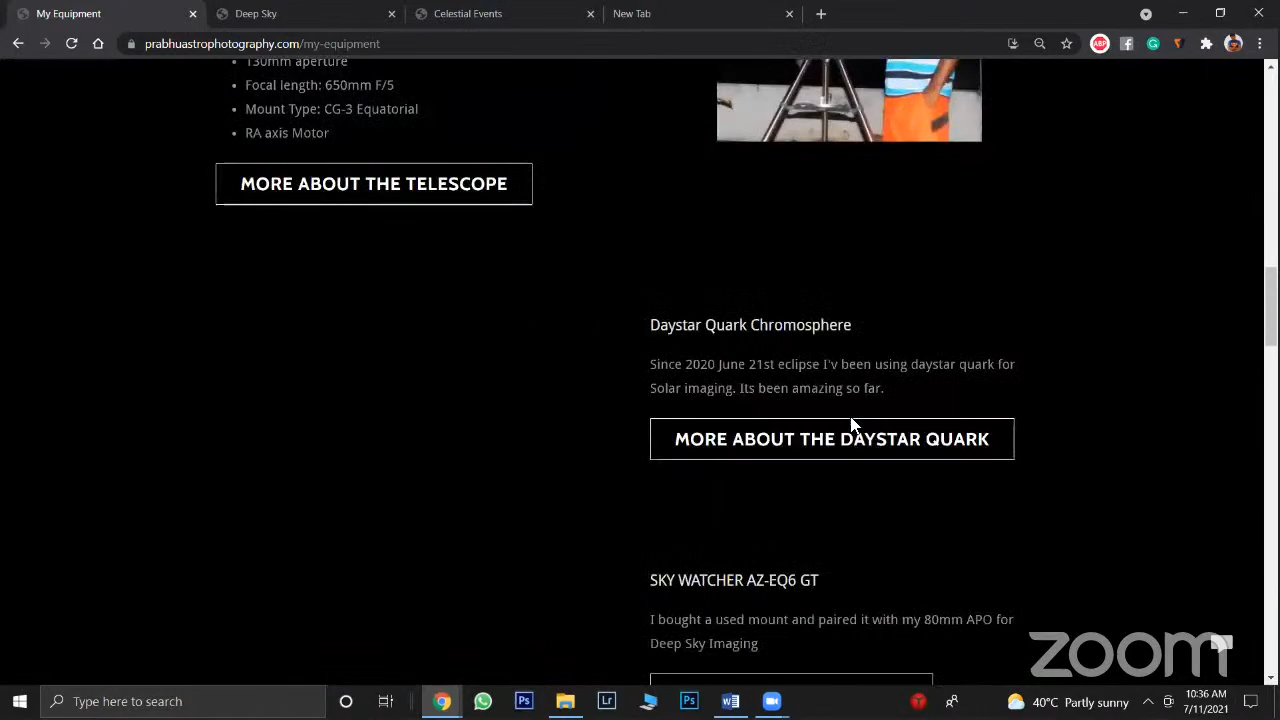 My Equipment
Deep Sky
Celestial Events
New Tab
prabhuastrophotography.com/my-equipment
ABP
130mm aperture
Focal length: 650mm F/5
Mount Type: CG-3 Equatorial
RA axis Motor
MORE ABOUT THE TELESCOPE
Daystar Quark Chromosphere
Since 2020 June 21st eclipse I'v been using daystar quark for
Solar imaging. Its been amazing so far.
MORE ABOUT THE DAYSTAR QUARK
SKY WATCHER AZ-EQ6 GT
I bought a used mount and paired it with my 80mm APO for
Deep Sky Imaging
zoom
Type here to search
Ps
Lr
Ps
40°C Partly sunny
10:36 AM
7/11/2021